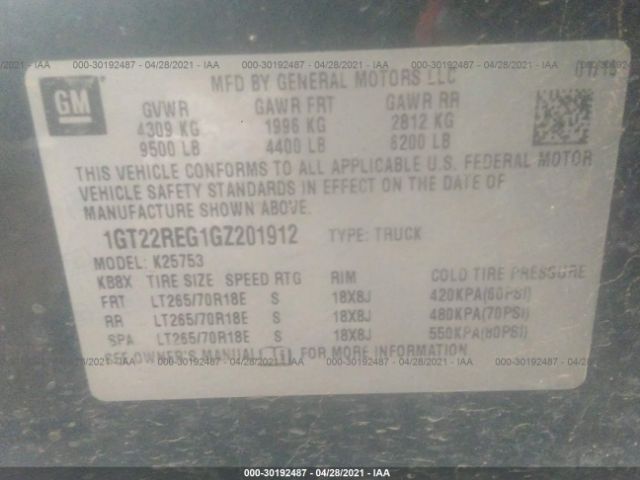 000-30192487 - 04/28/2021 - IAA 000-30192487 - 04/28/2021 - IAA 000-30192487 - 04/28/2021 - IAA
MFD BY GENERAL MOTORS LLC
GM
GVWR GAWR FRT GAWR RR
4309 KG 1996 KG 2812 KG
9500 LB 4400 LB 6200 LB
THIS VEHICLE CONFORMS TO ALL APPLICABLE U.S. FEDERAL MOTOR
VEHICLE SAFETY STANDARDS IN EFFECT ON THE DATE OF
MANUFACTURE SHOWN ABOVE.
1GT22REG1GZ201912 TYPE: TRUCK
MODEL: K25753
KB8X TIRE SIZE SPEED RTG RIM COLD TIRE PRESSURE
FRT LT265/70R18E S 18X8J 420KPA(60PSI)
RR LT265/70R18E S 18X8J 480KPA(70PSI)
SPA LT265/70R18E S 18X8J 550KPA(80PSI)
SEE OWNER'S MANUAL FOR MORE INFORMATION
000-30192487 - 04/28/2021 - IAA 000-30192487 - 04/28/2021 - IAA 000-30192487 - 04/28/2021 - IAA
000-30192487 - 04/28/2021 - IAA